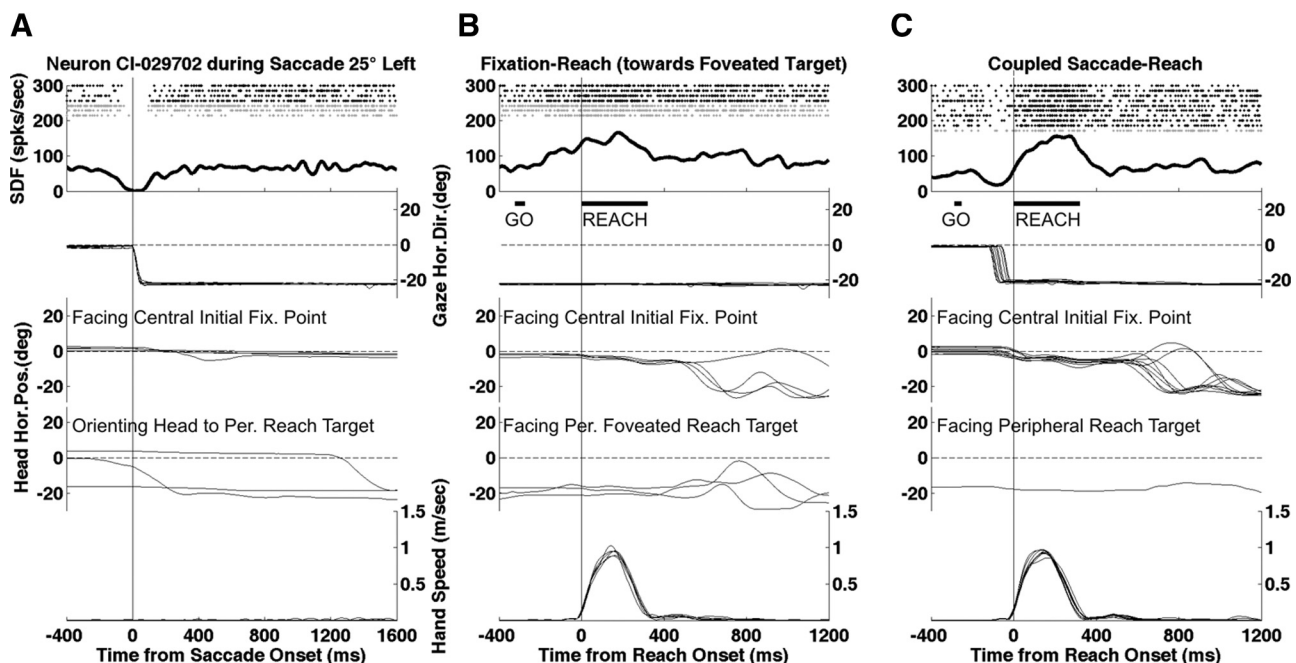 A
B
C
Neuron CI-029702 during Saccade 25° Left
Fixation-Reach (towards Foveated Target)
Coupled Saccade-Reach
SDF (spks/sec)
300
200
100
0
300
200
100
0
300
200
100
0
GO
REACH
GO
REACH
Gaze Hor.Dir.(deg)
20
0
-20
20
0
-20
20
0
-20
Head Hor.Pos.(deg)
Facing Central Initial Fix. Point
Facing Central Initial Fix. Point
Facing Central Initial Fix. Point
20
0
-20
20
0
-20
20
0
-20
Orienting Head to Per. Reach Target
Facing Per. Foveated Reach Target
Facing Peripheral Reach Target
20
0
-20
20
0
-20
20
0
-20
Hand Speed (m/sec)
1.5
1
0.5
1.5
1
0.5
1.5
1
0.5
-400 0 400 800 1200 1600
-400 0 400 800 1200
-400 0 400 800 1200
Time from Saccade Onset (ms)
Time from Reach Onset (ms)
Time from Reach Onset (ms)